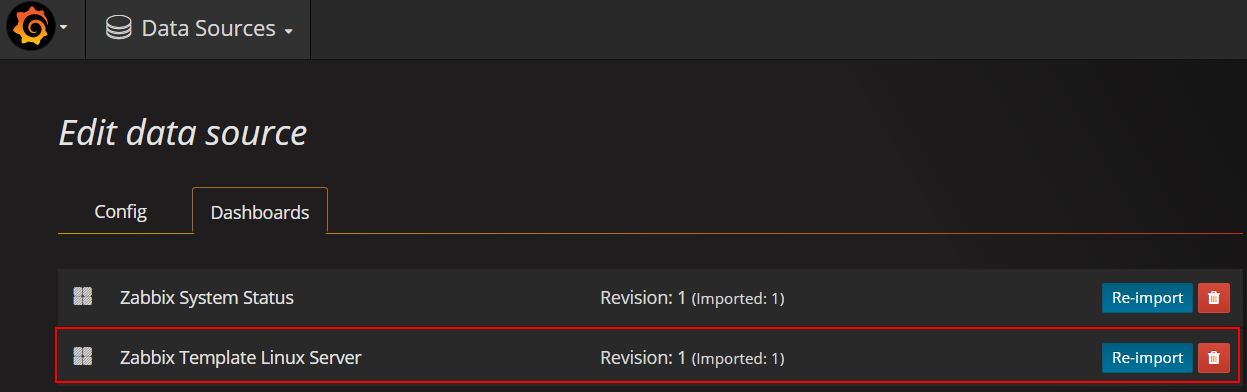 Data Sources
Edit data source
Config Dashboards
Zabbix System Status Revision: 1 (Imported: 1) Re-import
Zabbix Template Linux Server Revision: 1 (Imported: 1) Re-import